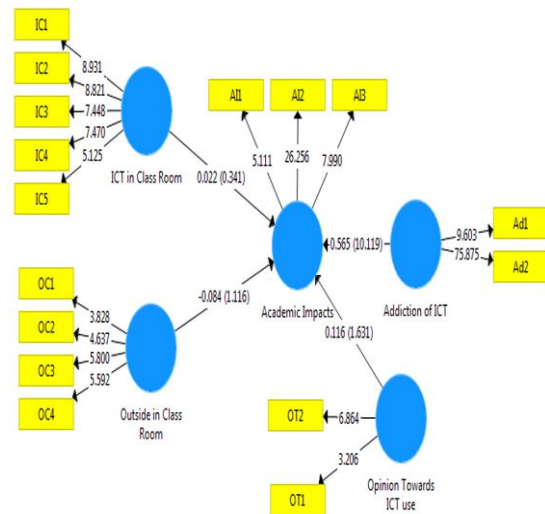 IC1
IC2
IC3
IC4
IC5
8.931
8.821
7.448
7.470
5.125
ICT in Class Room
AI1
AI2
AI3
5.111
26.256
7.990
0.022 (0.341)
Academic Impacts
0.565 (10.119)
9.603
75.875
Ad1
Ad2
Addiction of ICT
OC1
OC2
OC3
OC4
3.828
4.637
5.800
5.592
Outside in Class
Room
-0.084 (1.116)
0.116 (1.631)
OT2
OT1
6.864
3.206
Opinion Towards
ICT use